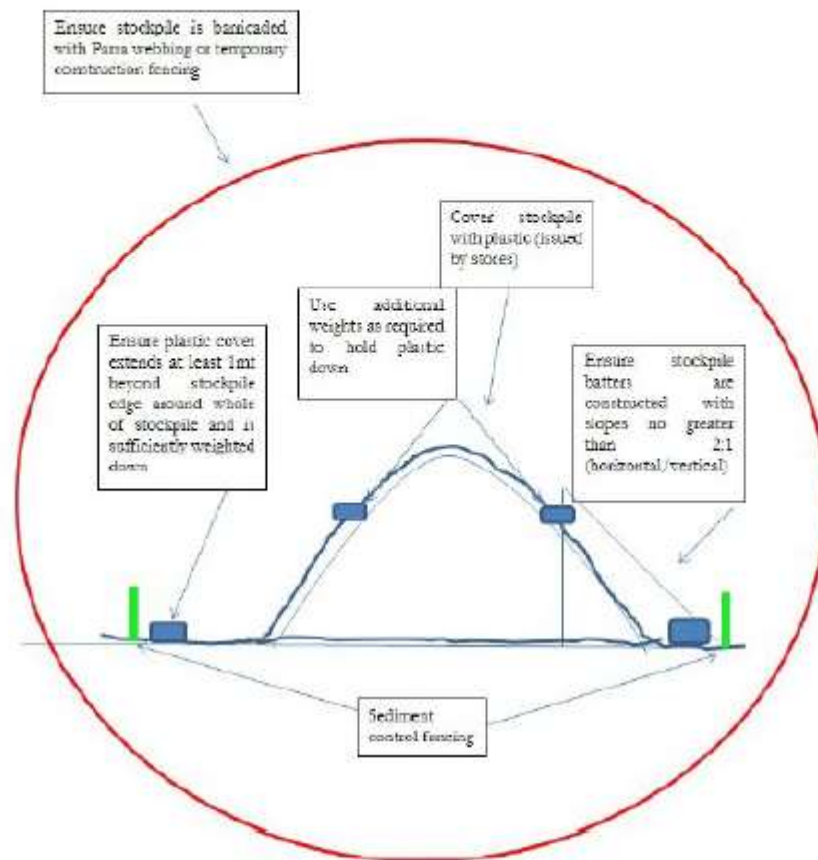 Ensure stockpile is barricaded
with Para webbing or temporary
construction fencing
Cover stockpile
with plastic (issued
by stores)
Use additional
weights as required
to hold plastic
down
Ensure plastic cover
extends at least 1mt
beyond stockpile
edge around whole
of stockpile and is
sufficiently weighted
down
Ensure stockpile
batters are
constructed with
slopes no greater
than 2:1
(horizontal/vertical)
Sediment
control fencing